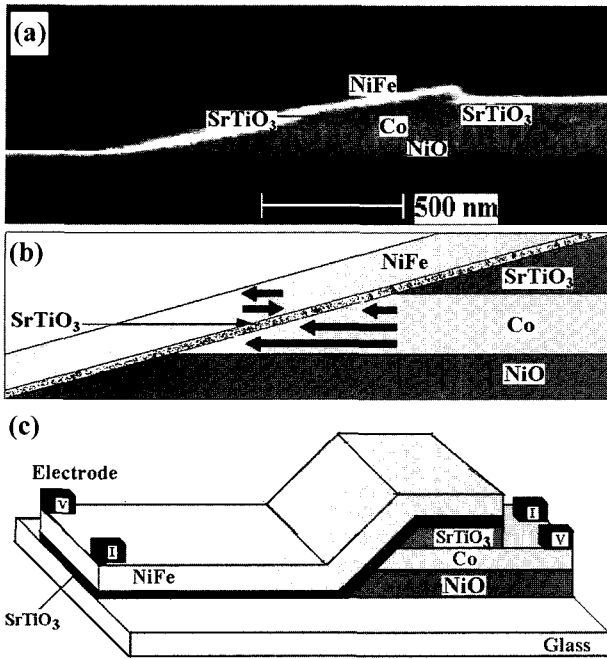 (a)
NiFe
SrTiO₃
SrTiO₃
Co
NiO
500 nm
(b)
NiFe
SrTiO₃
SrTiO₃
Co
NiO
(c)
Electrode
V
I
I
V
SrTiO₃
Co
NiFe
NiO
SrTiO₃
Glass